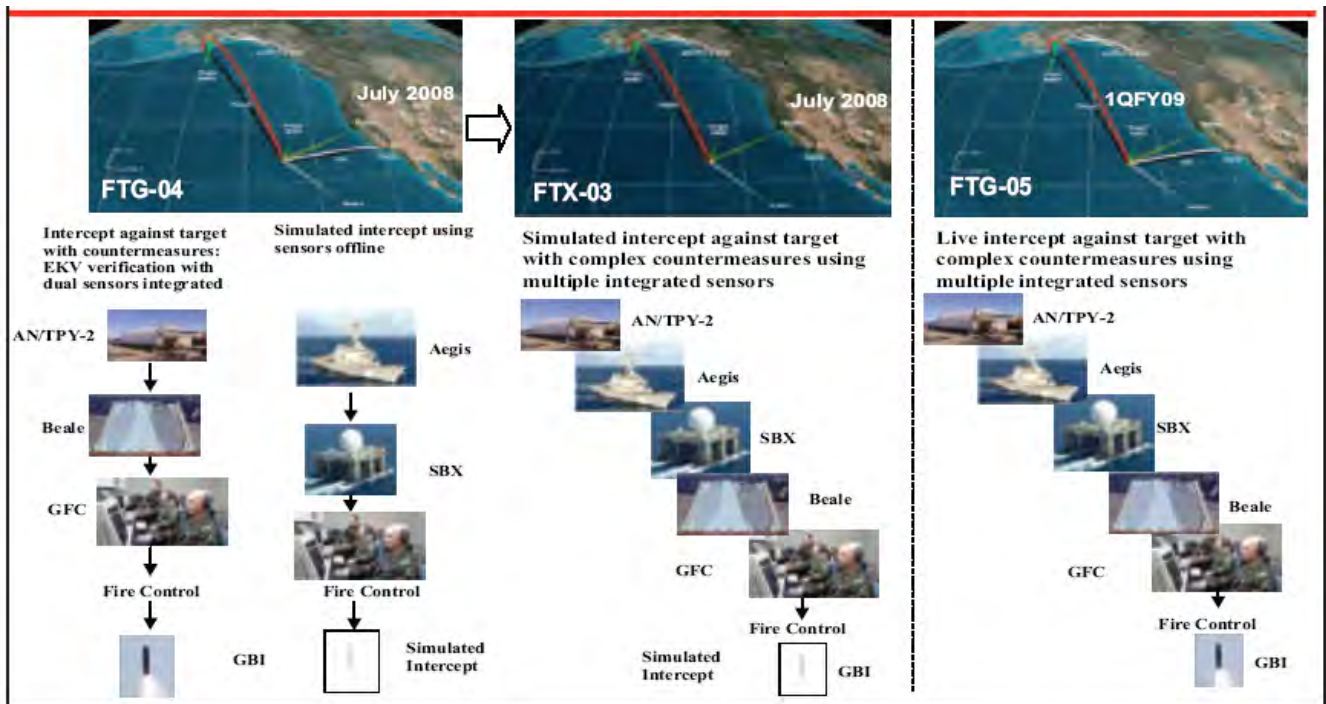 July 2008
FTG-04
July 2008
FTX-03
1QFY09
FTG-05
Intercept against target
with countermeasures:
EKV verification with
dual sensors integrated
Simulated intercept using
sensors offline
Simulated intercept against target
with complex countermeasures using
multiple integrated sensors
Live intercept against target with
complex countermeasures using
multiple integrated sensors
AN/TPY-2
Beale
GFC
Fire Control
GBI
Aegis
SBX
Fire Control
Simulated
Intercept
AN/TPY-2
Aegis
SBX
Beale
GFC
Fire Control
Simulated
Intercept
GBI
AN/TPY-2
Aegis
SBX
Beale
GFC
Fire Control
GBI